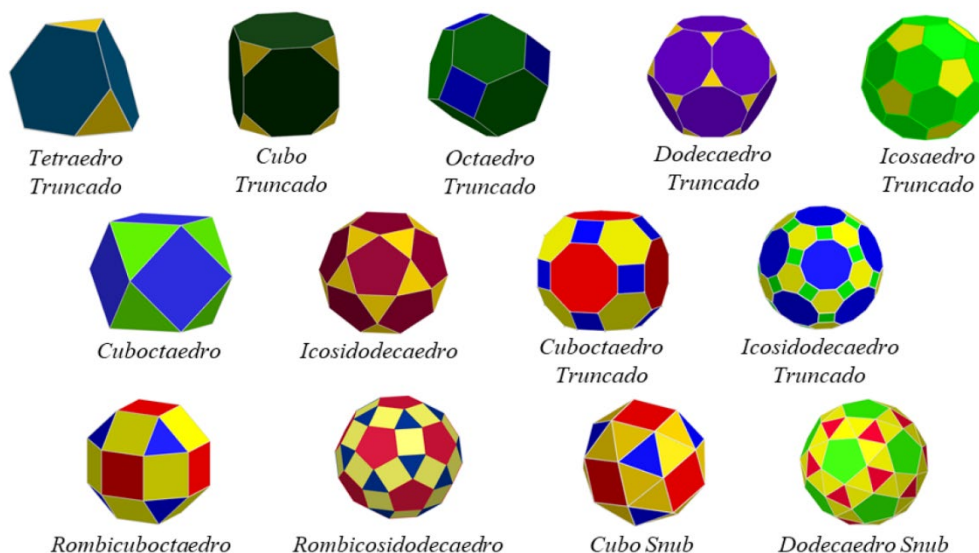 Tetraedro
Truncado
Cubo
Truncado
Octaedro
Truncado
Dodecaedro
Truncado
Icosaedro
Truncado
Cuboctaedro
Icosidodecaedro
Cuboctaedro
Truncado
Icosidodecaedro
Truncado
Rombicuboctaedro
Rombicosidodecaedro
Cubo Snub
Dodecaedro Snub